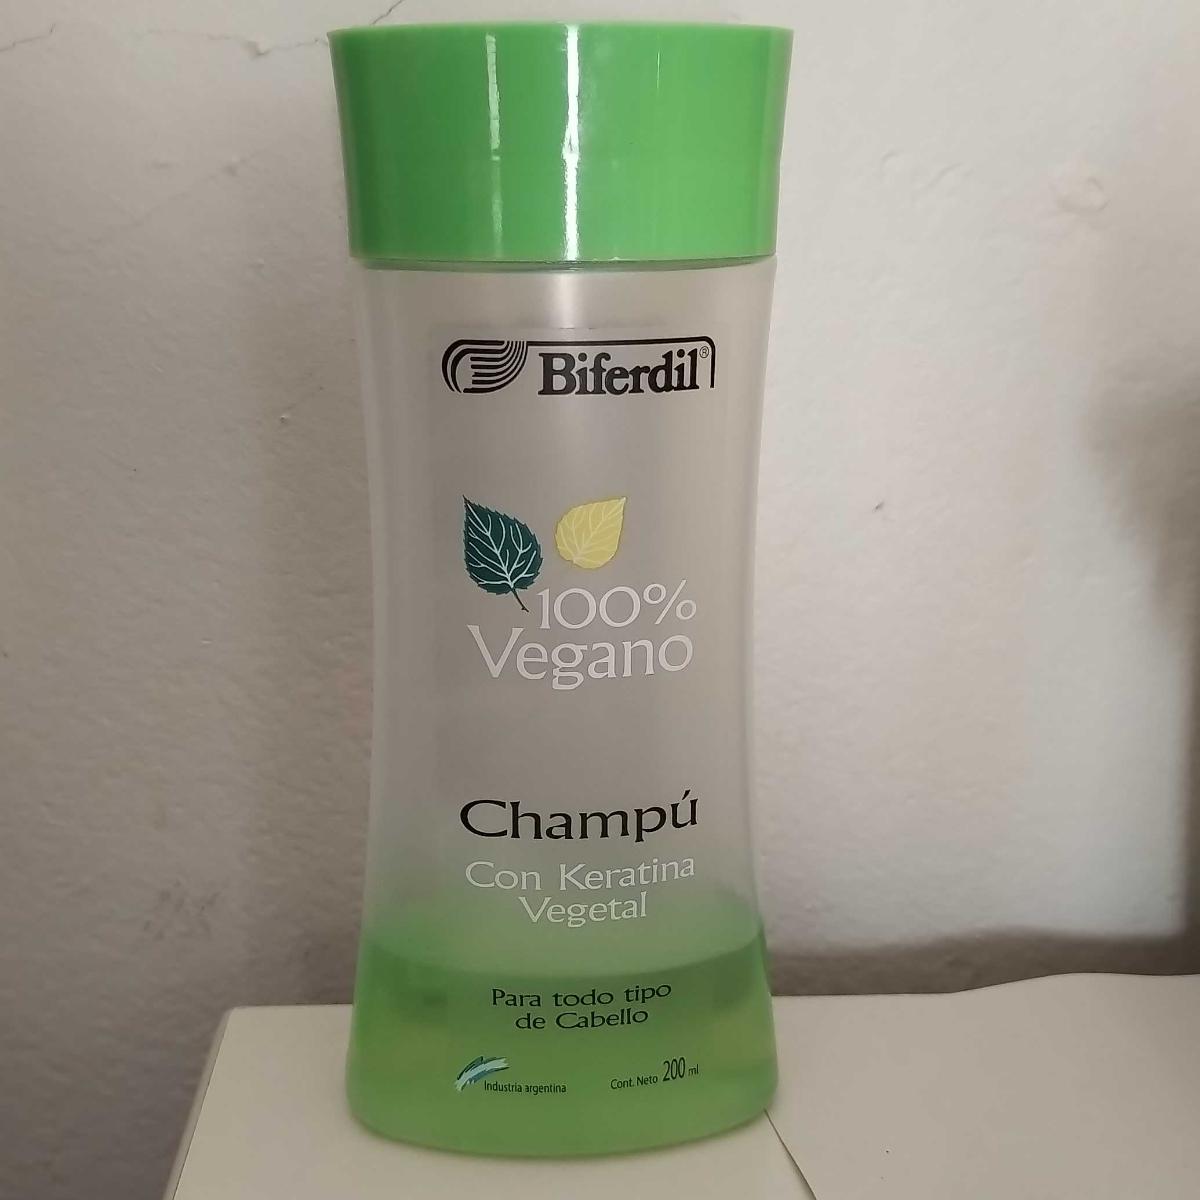 Biferdil®
100%
Vegano
Champú
Con Keratina
Vegetal
Para todo tipo
de Cabello
Industria argentina
Cont. Neto 200 ml